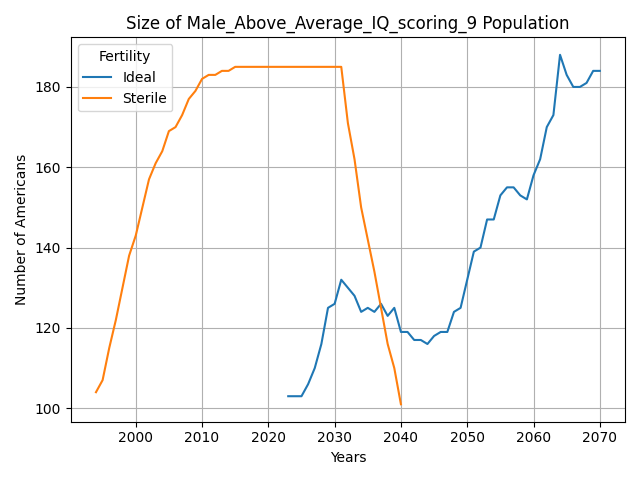 Size of Male_Above_Average_IQ_scoring_9 Population
Fertility
Ideal
Sterile
Number of Americans
180
160
140
120
100
2000 2010 2020 2030 2040 2050 2060 2070
Years